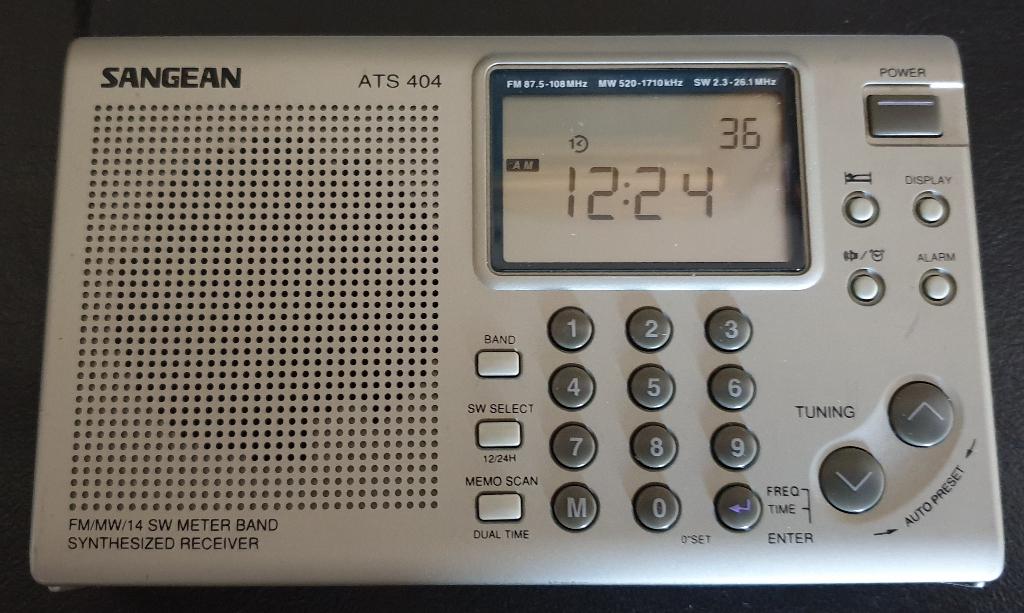 SANGEAN
ATS 404
FM 87.5-108MHz MW 520-1710kHz SW 2.3-26.1MHz
1
36
AM
12:24
POWER
DISPLAY
ALARM
BAND
SW SELECT
12/24H
MEMO SCAN
DUAL TIME
1 2 3
4 5 6
7 8 9
M 0
0"SET
FREQ
TIME
ENTER
TUNING
AUTO PRESET
FM/MW/14 SW METER BAND
SYNTHESIZED RECEIVER